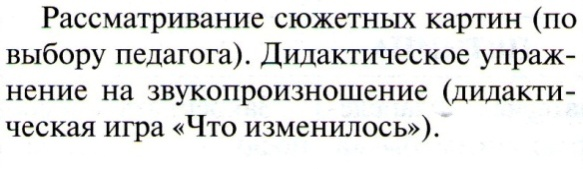 Рассматривание сюжетных картин (по
выбору педагога). Дидактическое упраж-
нение на звукопроизношение (дидакти-
ческая игра «Что изменилось»).